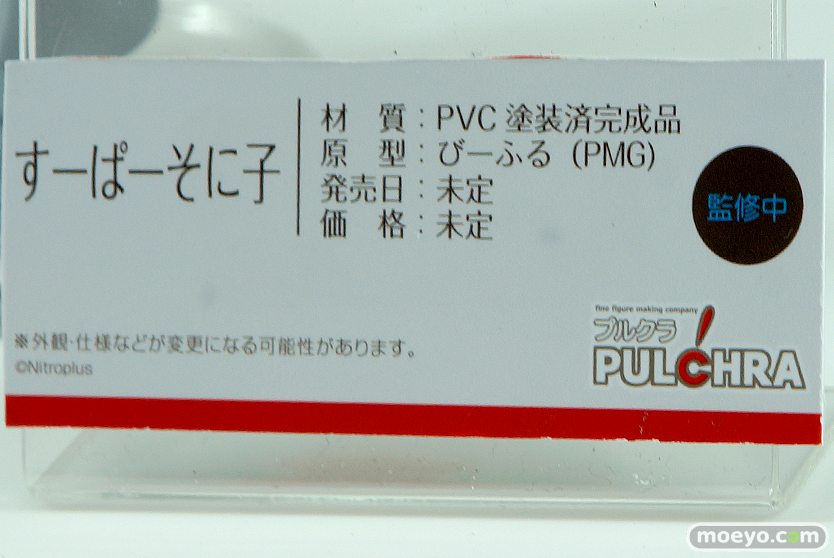 すーぱーそに子
材　質：PVC 塗装済完成品
原　型：びーふる（PMG）
発売日：未定
価　格：未定
監修中
※外観・仕様などが変更になる可能性があります。
©Nitroplus
fine figure making company
プルクラ
PULCHRA
moeyo.com